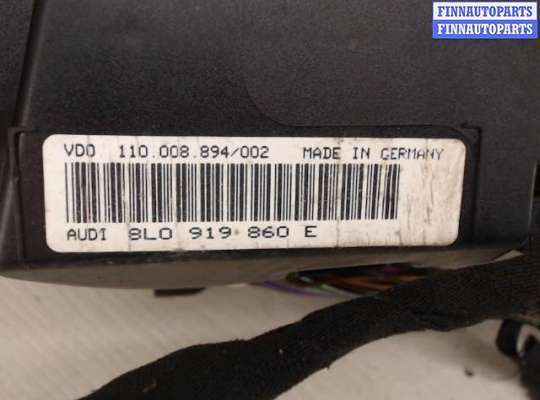 FINNAUTOPARTS
FINNAUTOPARTS
VDO 110.008.894/002 MADE IN GERMANY
AUDI 8L0 919 860 E